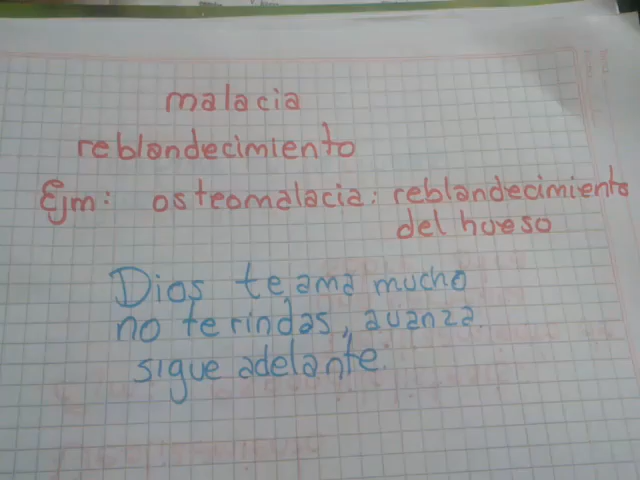 malacia
reblandecimiento
Ejm: osteomalacia: reblandecimiento
del hueso
Dios te ama mucho
no te rindas, avanza.
sigue adelante.